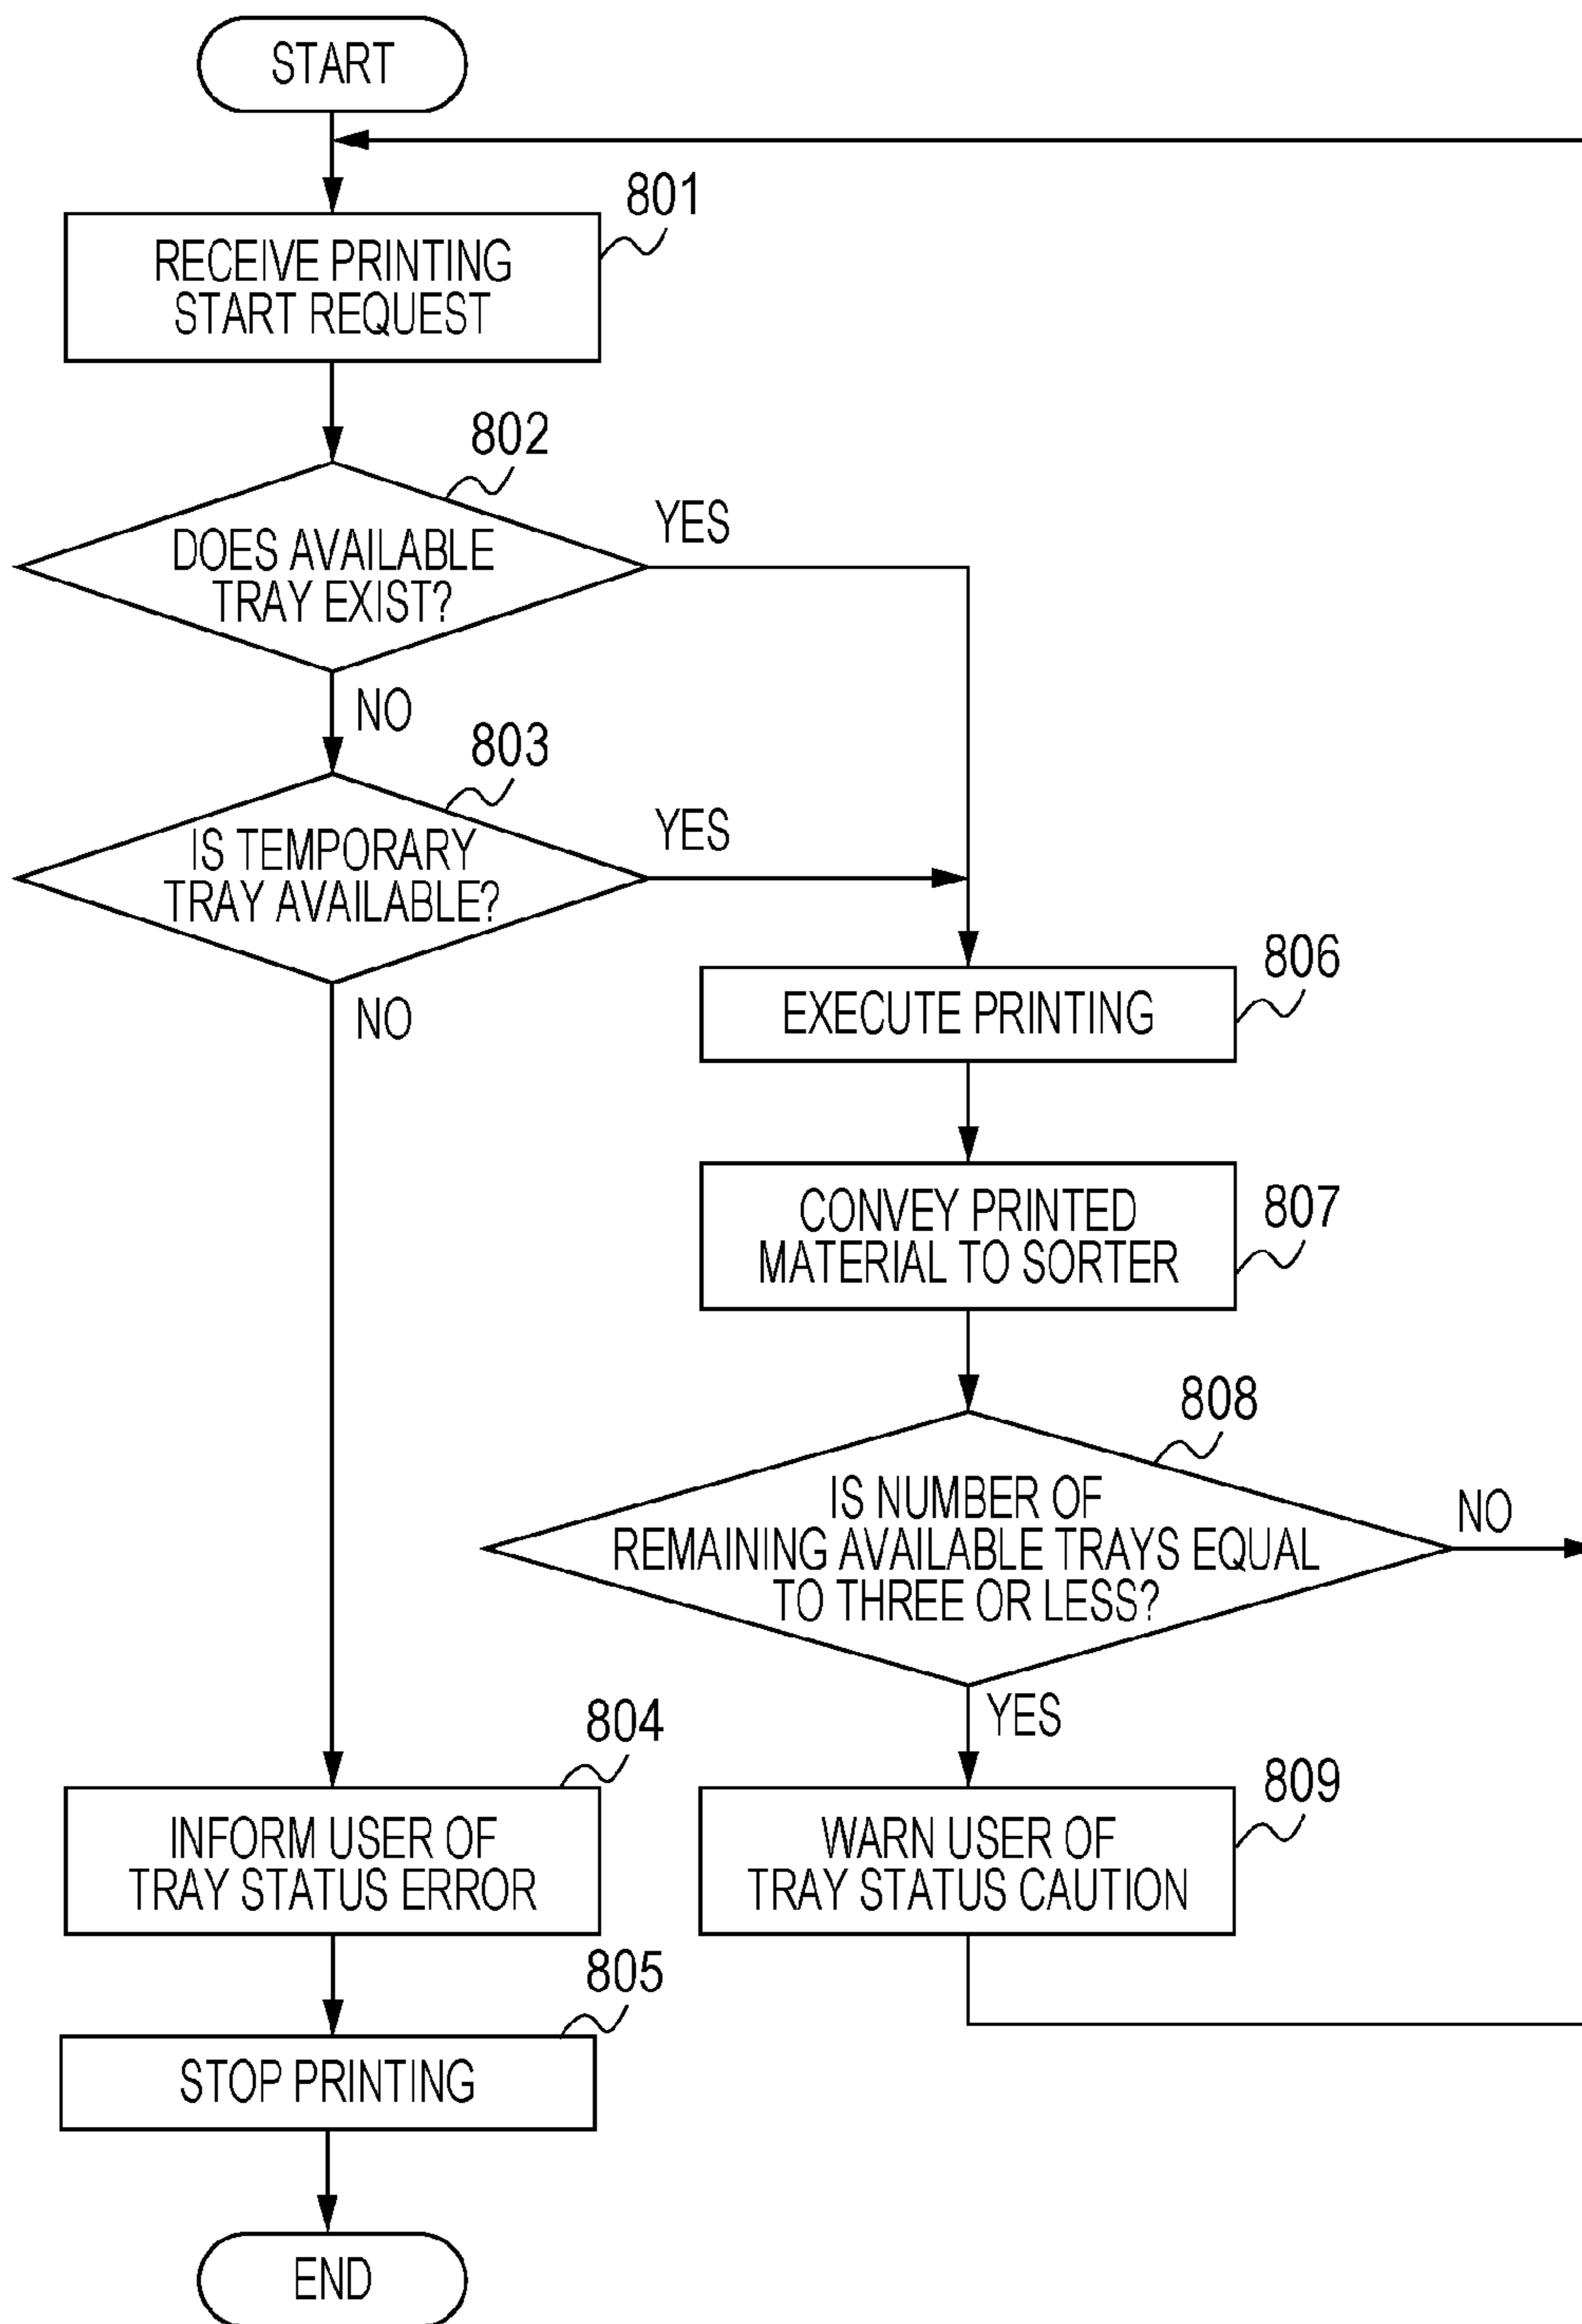 START
801
RECEIVE PRINTING
START REQUEST
802
DOES AVAILABLE
TRAY EXIST?
YES
NO
803
IS TEMPORARY
TRAY AVAILABLE?
YES
NO
806
EXECUTE PRINTING
807
CONVEY PRINTED
MATERIAL TO SORTER
808
IS NUMBER OF
REMAINING AVAILABLE TRAYS EQUAL
TO THREE OR LESS?
NO
YES
804
INFORM USER OF
TRAY STATUS ERROR
809
WARN USER OF
TRAY STATUS CAUTION
805
STOP PRINTING
END